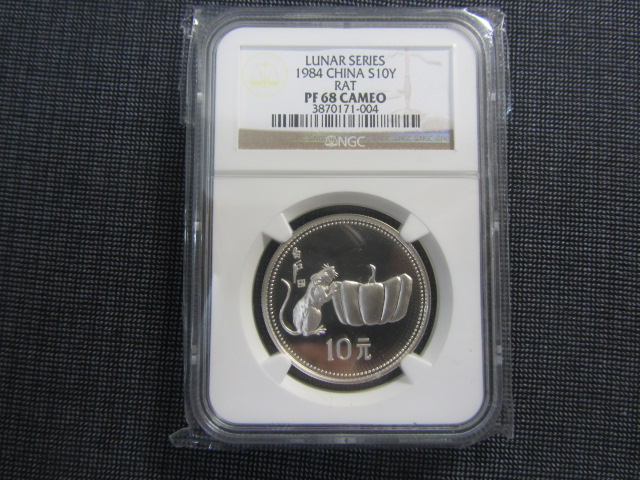 LUNAR SERIES
1984 CHINA S10Y
RAT
PF 68 CAMEO
3870171-004
NGC
10元